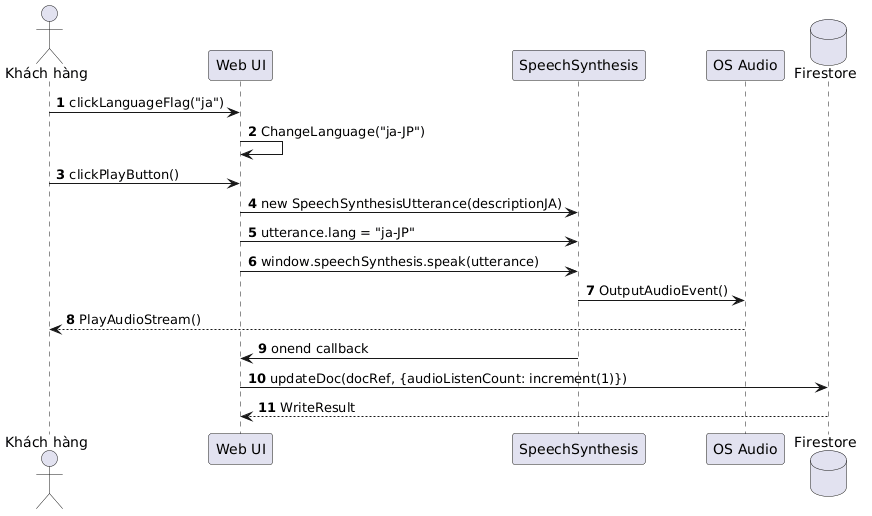 Khách hàng
Web UI
SpeechSynthesis
OS Audio
Firestore
1 clickLanguageFlag("ja")
2 ChangeLanguage("ja-JP")
3 clickPlayButton()
4 new SpeechSynthesisUtterance(descriptionJA)
5 utterance.lang = "ja-JP"
6 window.speechSynthesis.speak(utterance)
7 OutputAudioEvent()
8 PlayAudioStream()
9 onend callback
10 updateDoc(docRef, {audioListenCount: increment(1)})
11 WriteResult
Khách hàng
Web UI
SpeechSynthesis
OS Audio
Firestore